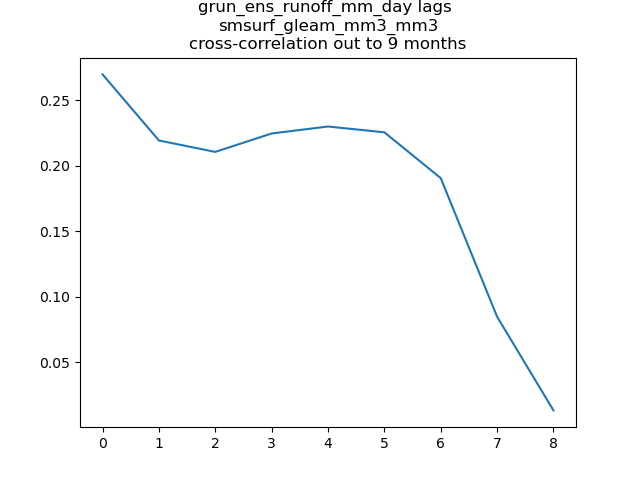 grun_ens_runoff_mm_day lags
smsurf_gleam_mm3_mm3
cross-correlation out to 9 months
0.25
0.20
0.15
0.10
0.05
0 1 2 3 4 5 6 7 8